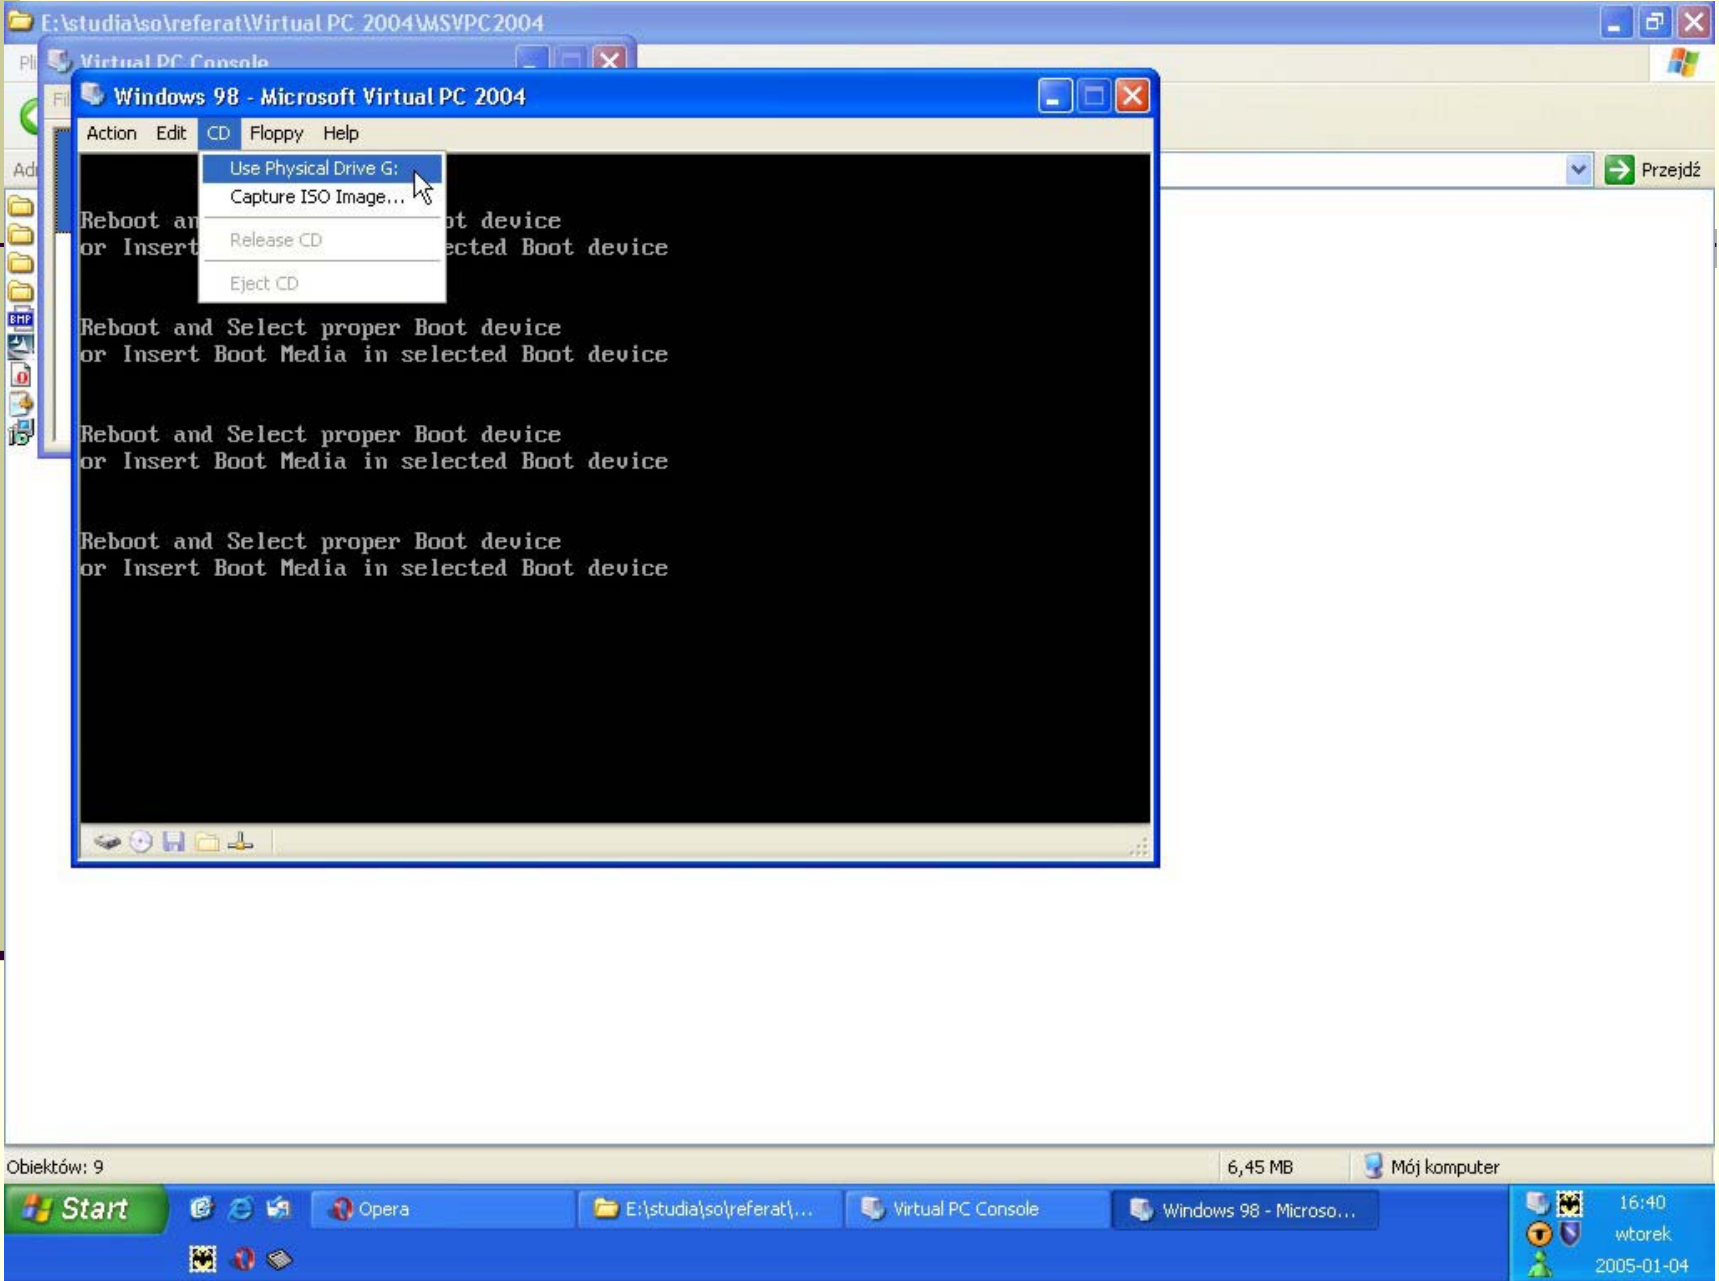 E:\studia\so\referat\Virtual PC 2004\MSVPC2004
Pli
Virtual PC Console
Fil
Windows 98 - Microsoft Virtual PC 2004
Action Edit CD Floppy Help
Adr
Use Physical Drive G:
Capture ISO Image...
Release CD
Eject CD
Przejdź
Reboot an ot device
or Insert ected Boot device
Reboot and Select proper Boot device
or Insert Boot Media in selected Boot device
Reboot and Select proper Boot device
or Insert Boot Media in selected Boot device
Reboot and Select proper Boot device
or Insert Boot Media in selected Boot device
BMP
Obiektów: 9
6,45 MB
Mój komputer
Start
Opera
E:\studia\so\referat\...
Virtual PC Console
Windows 98 - Microso...
16:40
wtorek
2005-01-04